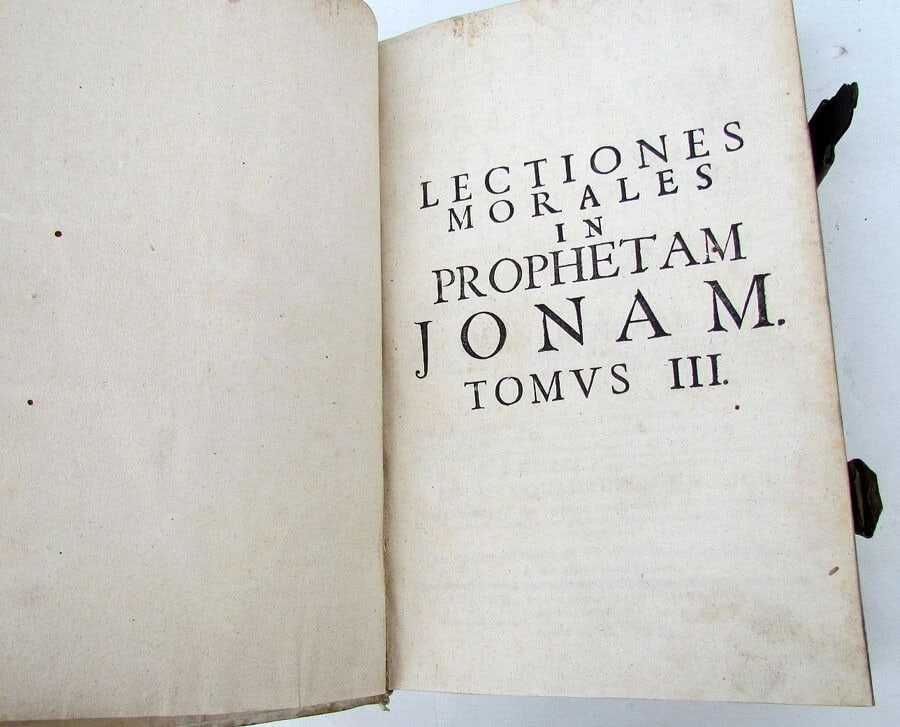 LECTIONES
MORALES
IN
PROPHETAM
JONAM.
TOMVS III.